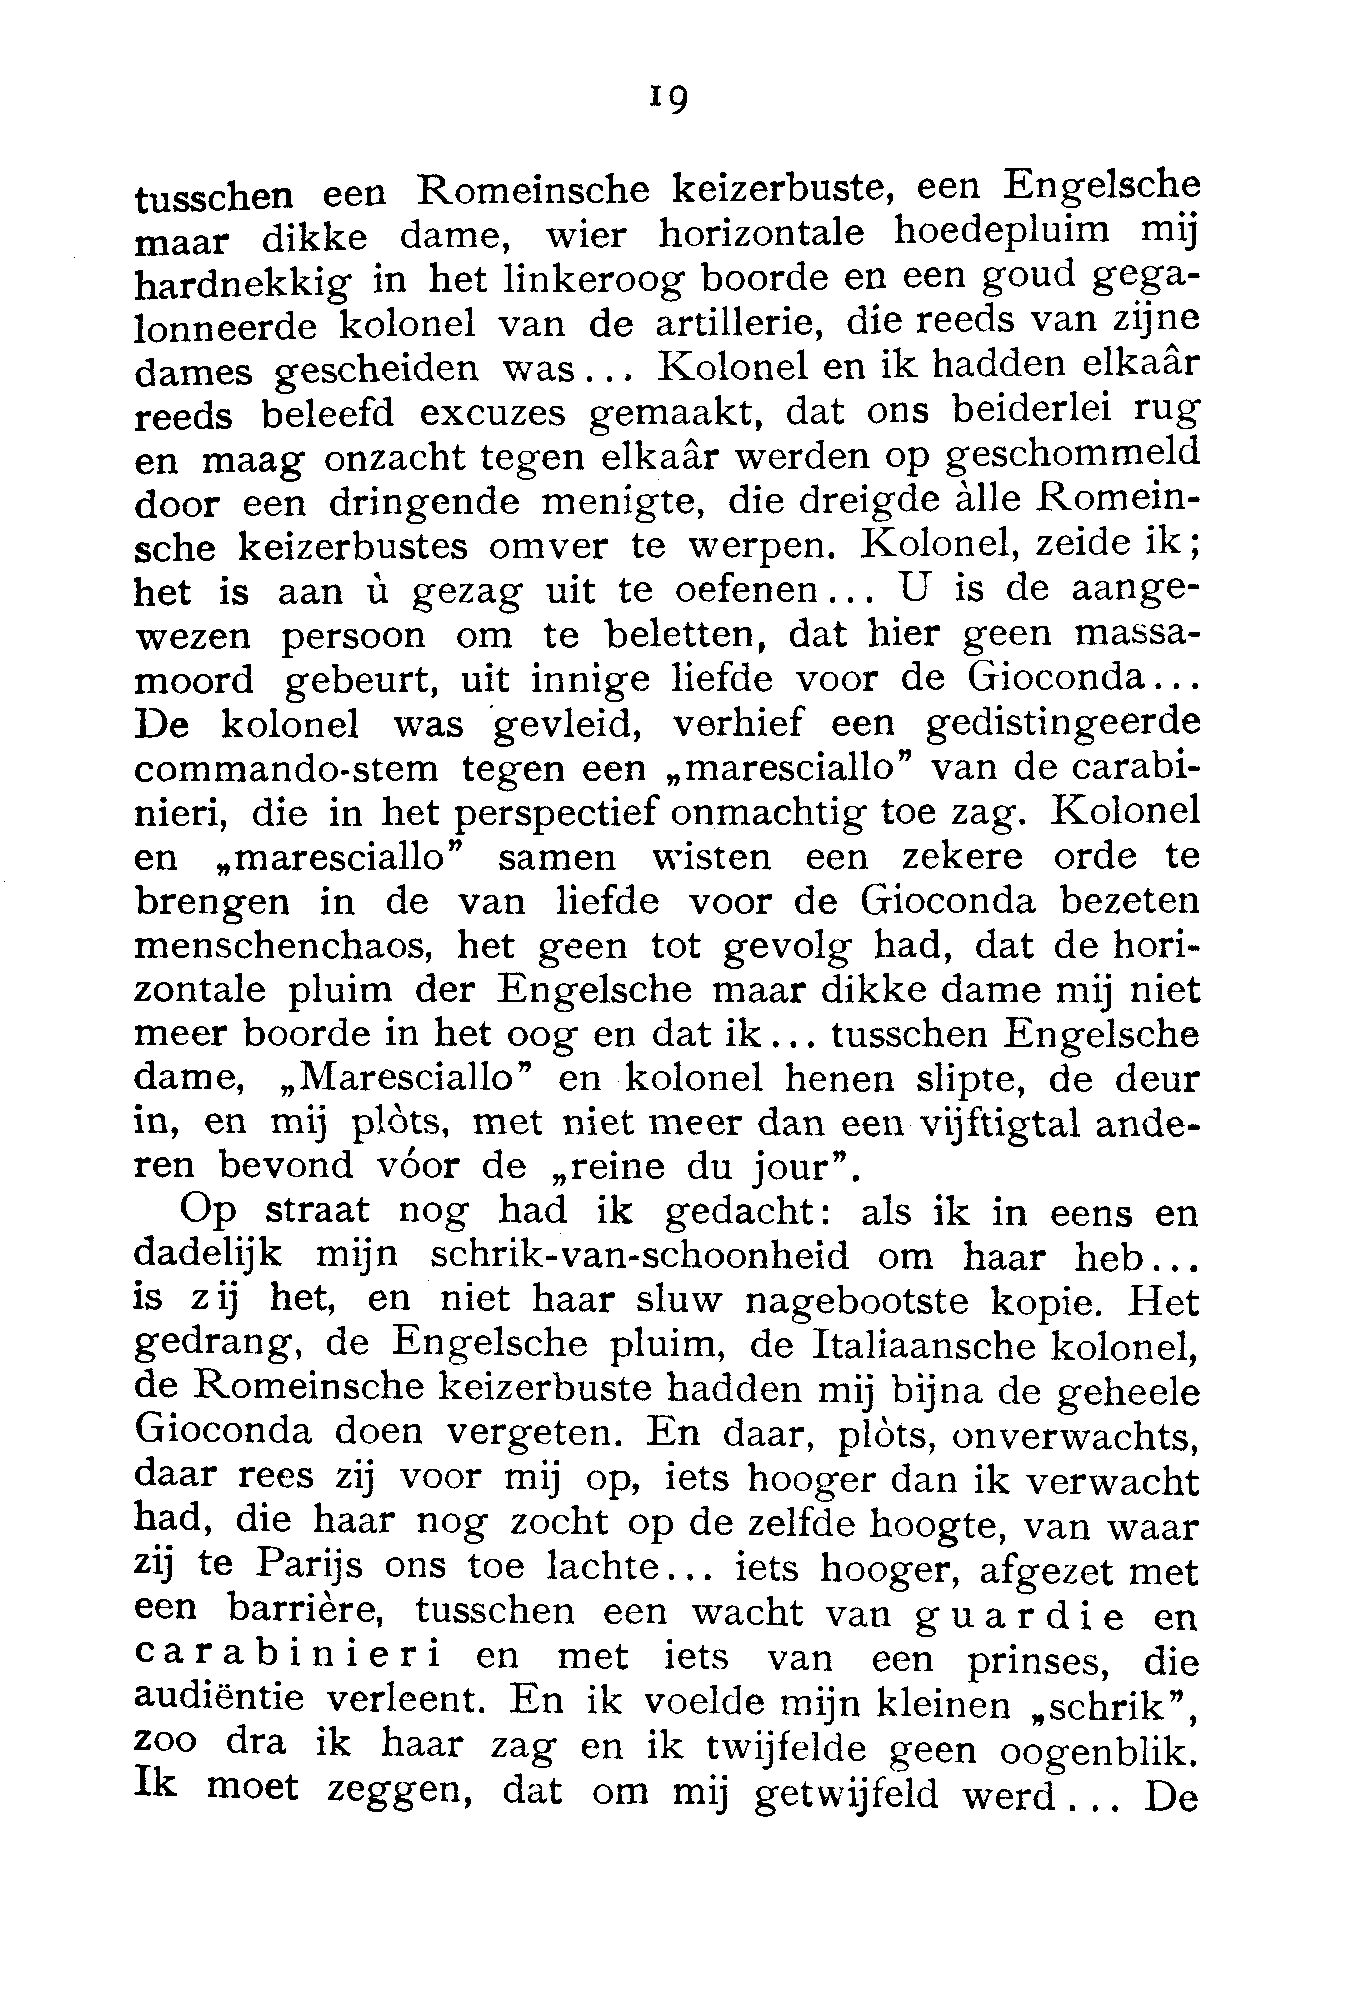 19
tusschen een Romeinsche keizerbuste, een Engelsche
maar dikke dame, wier horizontale hoedepluim mij
hardnekkig in het linkeroog boorde en een goud gega-
lonneerde kolonel van de artillerie, die reeds van zijne
dames gescheiden was... Kolonel en ik hadden elkaâr
reeds beleefd excuzes gemaakt, dat ons beiderlei rug
en maag onzacht tegen elkaâr werden op geschommeld
door een dringende menigte, die dreigde àlle Romein-
sche keizerbustes omver te werpen. Kolonel, zeide ik;
het is aan ù gezag uit te oefenen... U is de aange-
wezen persoon om te beletten, dat hier geen massa-
moord gebeurt, uit innige liefde voor de Gioconda...
De kolonel was gevleid, verhief een gedistingeerde
commando-stem tegen een „maresciallo” van de carabi-
nieri, die in het perspectief onmachtig toe zag. Kolonel
en „maresciallo” samen wisten een zekere orde te
brengen in de van liefde voor de Gioconda bezeten
menschenchaos, het geen tot gevolg had, dat de hori-
zontale pluim der Engelsche maar dikke dame mij niet
meer boorde in het oog en dat ik... tusschen Engelsche
dame, „Maresciallo” en kolonel henen slipte, de deur
in, en mij plòts, met niet meer dan een vijftigtal ande-
ren bevond vóor de „reine du jour”.
Op straat nog had ik gedacht: als ik in eens en
dadelijk mijn schrik-van-schoonheid om haar heb...
is zij het, en niet haar sluw nagebootste kopie. Het
gedrang, de Engelsche pluim, de Italiaansche kolonel,
de Romeinsche keizerbuste hadden mij bijna de geheele
Gioconda doen vergeten. En daar, plòts, onverwachts,
daar rees zij voor mij op, iets hooger dan ik verwacht
had, die haar nog zocht op de zelfde hoogte, van waar
zij te Parijs ons toe lachte... iets hooger, afgezet met
een barrière, tusschen een wacht van guardie en
carabinieri en met iets van een prinses, die
audiëntie verleent. En ik voelde mijn kleinen „schrik”,
zoo dra ik haar zag en ik twijfelde geen oogenblik.
Ik moet zeggen, dat om mij getwijfeld werd... De